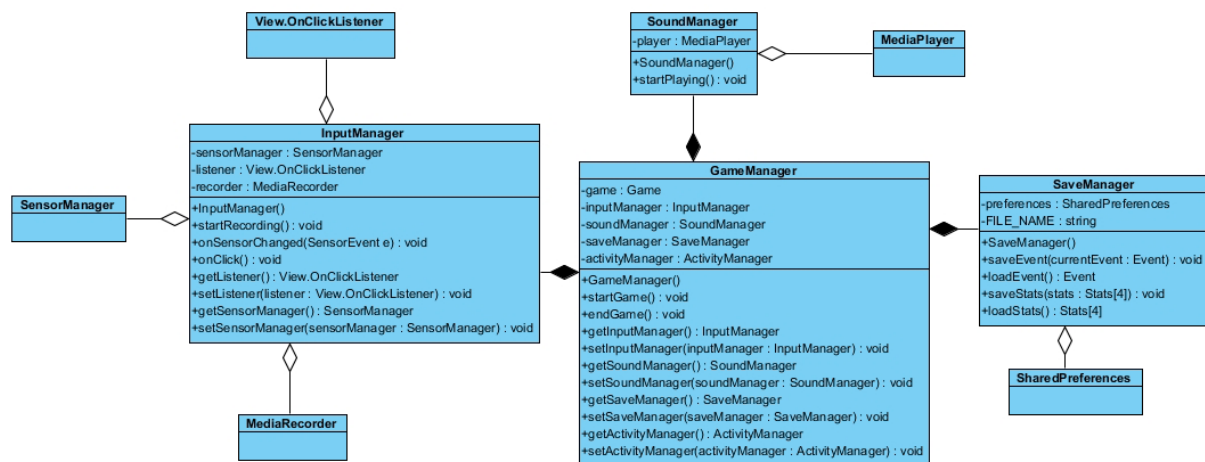 View.OnClickListener
SoundManager
-player : MediaPlayer
+SoundManager()
+startPlaying() : void
MediaPlayer
InputManager
-sensorManager : SensorManager
-listener : View.OnClickListener
-recorder : MediaRecorder
+InputManager()
+startRecording() : void
+onSensorChanged(SensorEvent e) : void
+onClick() : void
+getListener() : View.OnClickListener
+setListener(listener : View.OnClickListener) : void
+getSensorManager() : SensorManager
+setSensorManager(sensorManager : SensorManager) : void
SensorManager
MediaRecorder
GameManager
-game : Game
-inputManager : InputManager
-soundManager : SoundManager
-saveManager : SaveManager
-activityManager : ActivityManager
+GameManager()
+startGame() : void
+endGame() : void
+getInputManager() : InputManager
+setInputManager(inputManager : InputManager) : void
+getSoundManager() : SoundManager
+setSoundManager(soundManager : SoundManager) : void
+getSaveManager() : SaveManager
+setSaveManager(saveManager : SaveManager) : void
+getActivityManager() : ActivityManager
+setActivityManager(activityManager : ActivityManager) : void
SaveManager
-preferences : SharedPreferences
-FILE_NAME : string
+SaveManager()
+saveEvent(currentEvent : Event) : void
+loadEvent() : Event
+saveStats(stats : Stats[4]) : void
+loadStats() : Stats[4]
SharedPreferences